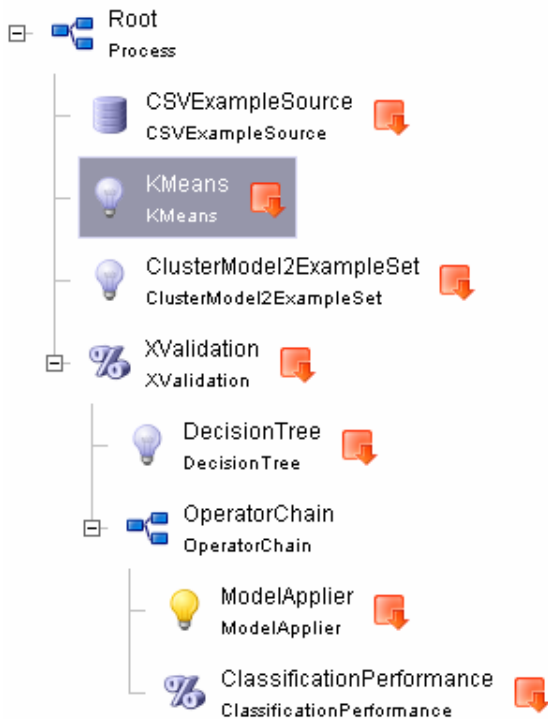 Root
Process
CSVExampleSource
CSVExampleSource
KMeans
KMeans
ClusterModel2ExampleSet
ClusterModel2ExampleSet
XValidation
XValidation
DecisionTree
DecisionTree
OperatorChain
OperatorChain
ModelApplier
ModelApplier
ClassificationPerformance
ClassificationPerformance